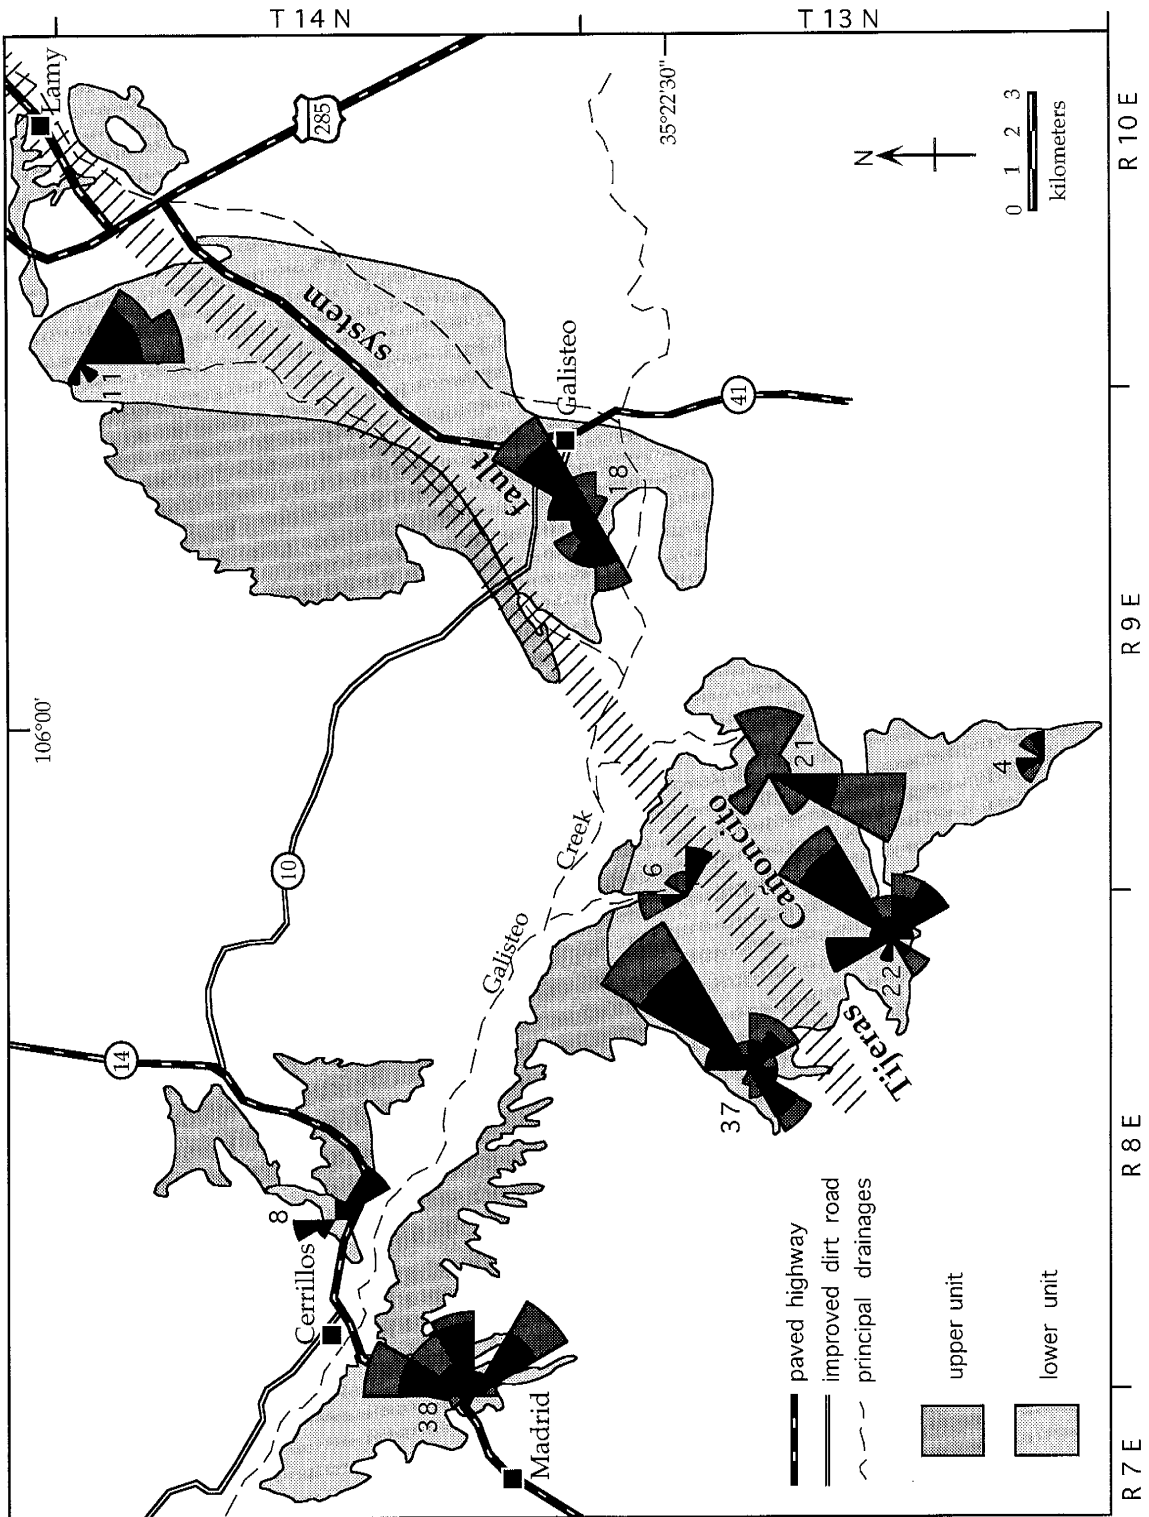 T 14 N
T 13 N
Lamy
285
35°22'30"
R 10 E
N
0 1 2 3
kilometers
system
11
Galisteo
41
fault
18
R 9 E
106°00'
10
Creek
Galisteo
6
21
4
Cañoncito
22
Tijeras
37
14
8
Cerrillos
R 8 E
38
Madrid
paved highway
improved dirt road
principal drainages
upper unit
lower unit
R 7 E